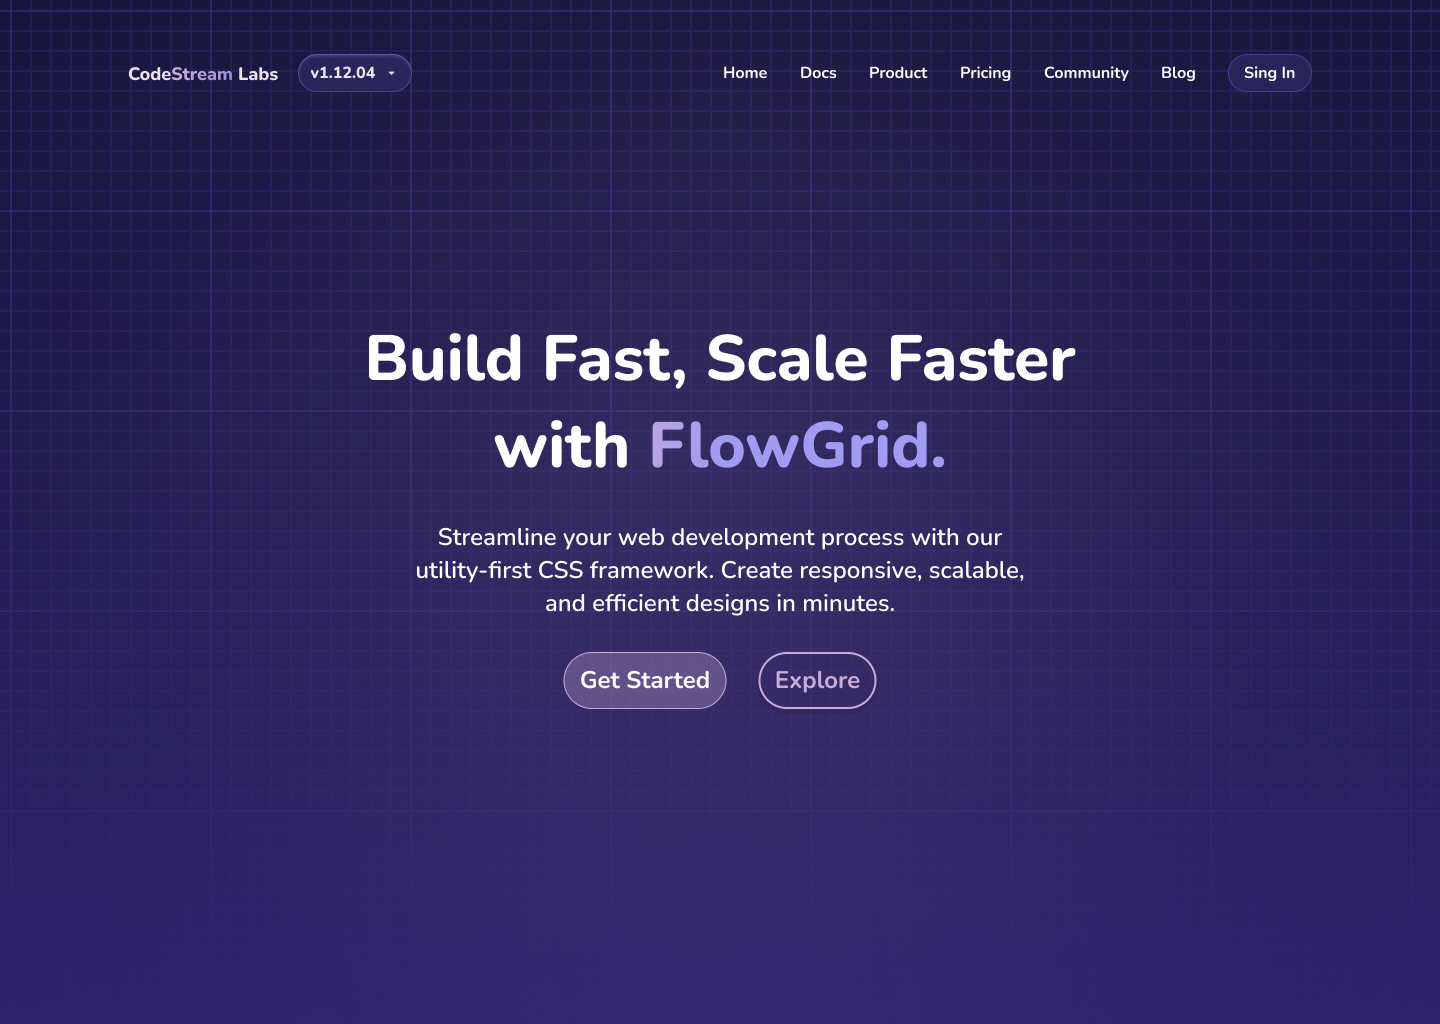 CodeStream Labs
v1.12.04
Home
Docs
Product
Pricing
Community
Blog
Sing In
Build Fast, Scale Faster
with FlowGrid.
Streamline your web development process with our
utility-first CSS framework. Create responsive, scalable,
and efficient designs in minutes.
Get Started
Explore